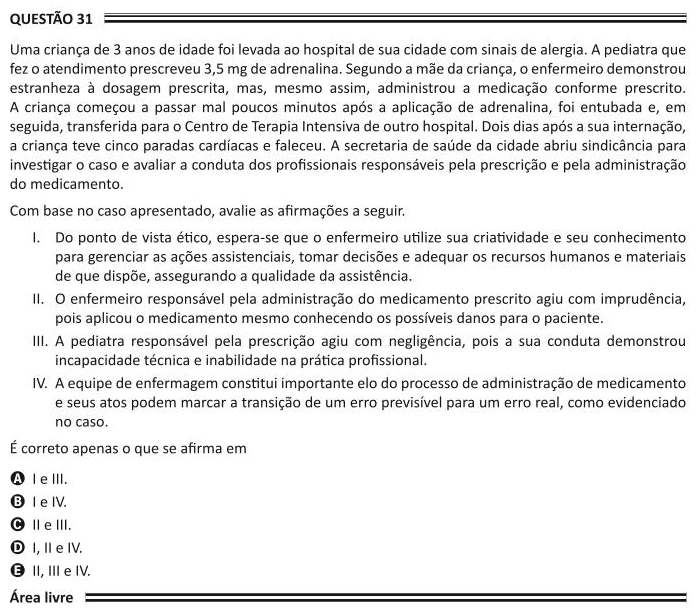 QUESTÃO 31
Uma criança de 3 anos de idade foi levada ao hospital de sua cidade com sinais de alergia. A pediatra que
fez o atendimento prescreveu 3,5 mg de adrenalina. Segundo a mãe da criança, o enfermeiro demonstrou
estranheza à dosagem prescrita, mas, mesmo assim, administrou a medicação conforme prescrito.
A criança começou a passar mal poucos minutos após a aplicação de adrenalina, foi entubada e, em
seguida, transferida para o Centro de Terapia Intensiva de outro hospital. Dois dias após a sua internação,
a criança teve cinco paradas cardíacas e faleceu. A secretaria de saúde da cidade abriu sindicância para
investigar o caso e avaliar a conduta dos profissionais responsáveis pela prescrição e pela administração
do medicamento.
Com base no caso apresentado, avalie as afirmações a seguir.
I. Do ponto de vista ético, espera-se que o enfermeiro utilize sua criatividade e seu conhecimento
para gerenciar as ações assistenciais, tomar decisões e adequar os recursos humanos e materiais
de que dispõe, assegurando a qualidade da assistência.
II. O enfermeiro responsável pela administração do medicamento prescrito agiu com imprudência,
pois aplicou o medicamento mesmo conhecendo os possíveis danos para o paciente.
III. A pediatra responsável pela prescrição agiu com negligência, pois a sua conduta demonstrou
incapacidade técnica e inabilidade na prática profissional.
IV. A equipe de enfermagem constitui importante elo do processo de administração de medicamento
e seus atos podem marcar a transição de um erro previsível para um erro real, como evidenciado
no caso.
É correto apenas o que se afirma em
A I e III.
B I e IV.
C II e III.
D I, II e IV.
E II, III e IV.
Área livre